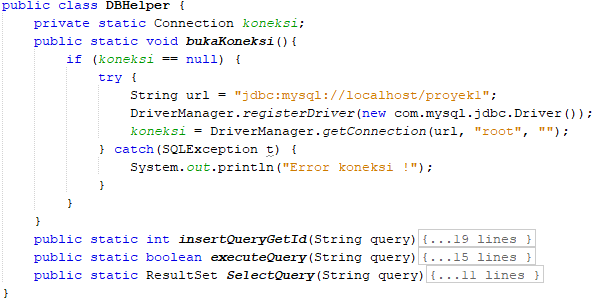 public class DBHelper {
private static Connection koneksi;
public static void bukaKoneksi(){
if (koneksi == null) {
try {
String url = "jdbc:mysql://localhost/proyek1";
DriverManager.registerDriver(new com.mysql.jdbc.Driver());
koneksi = DriverManager.getConnection(url, "root", "");
} catch(SQLException t) {
System.out.println("Error koneksi !");
}
}
}
public static int insertQueryGetId(String query) {...19 lines }
public static boolean executeQuery(String query) {...15 lines }
public static ResultSet SelectQuery(String query) {...11 lines }
}